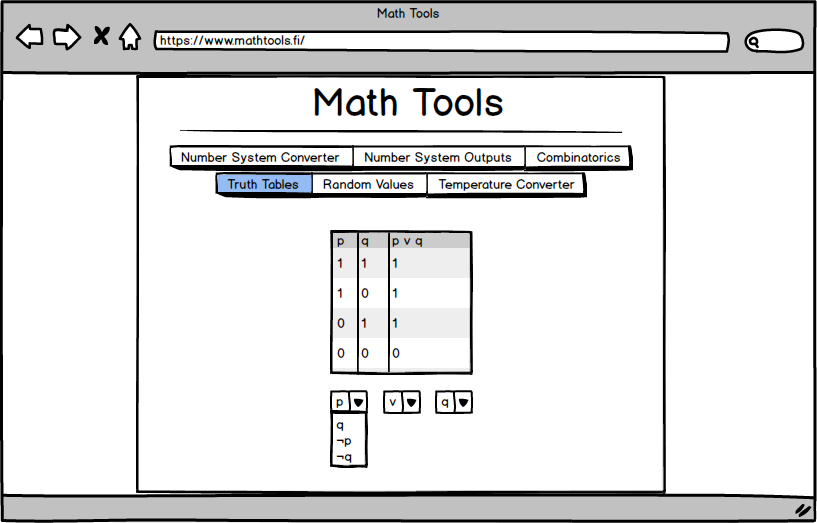 Math Tools
https://www.mathtools.fi/
Math Tools
Number System Converter Number System Outputs Combinatorics
Truth Tables Random Values Temperature Converter
p q p v q
1 1 1
1 0 1
0 1 1
0 0 0
p v q
q
¬p
¬q